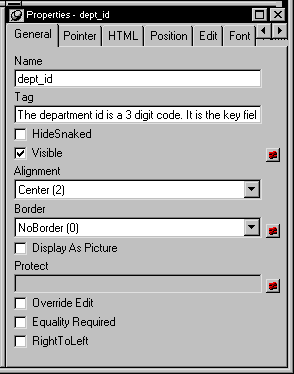 Properties - dept_id
General Pointer HTML Position Edit Font
Name
dept_id
Tag
The department id is a 3 digit code. It is the key fiel
HideSnaked
Visible
Alignment
Center (2)
Border
NoBorder (0)
Display As Picture
Protect
Override Edit
Equality Required
RightToLeft